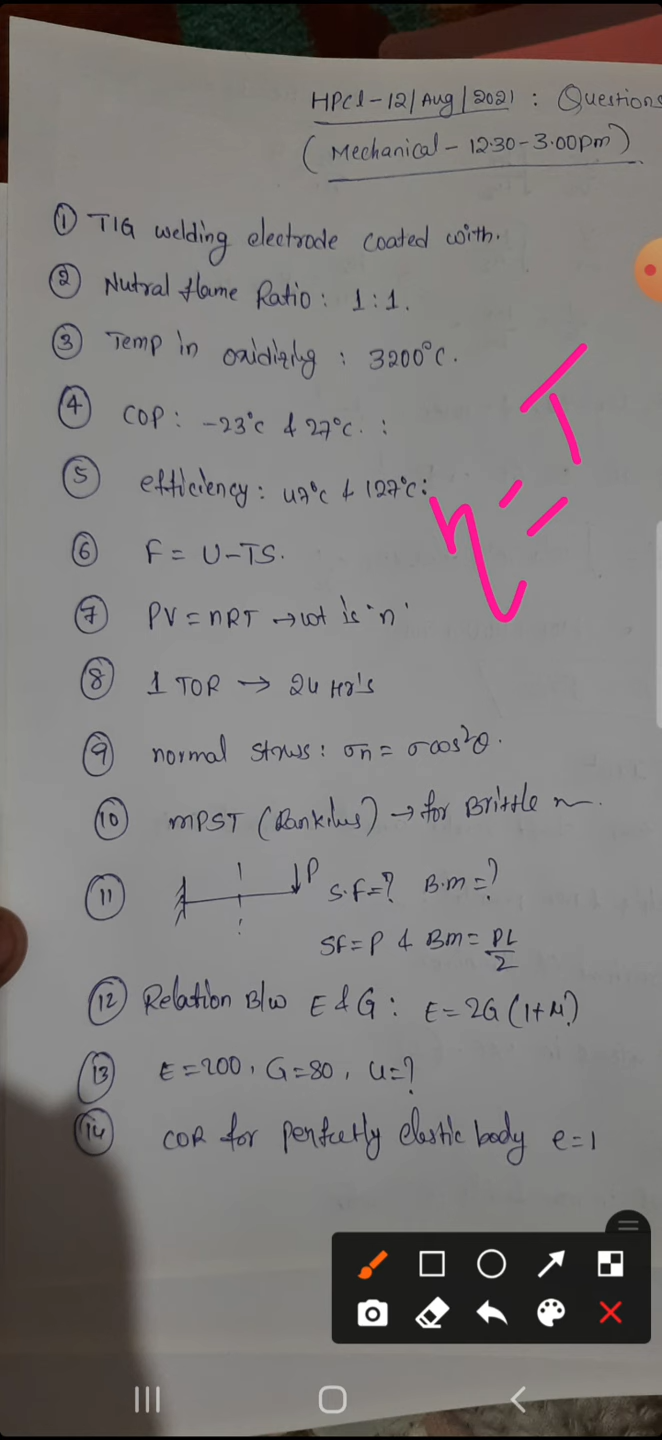 HPCL-12/Aug/2021 : Questions
(Mechanical - 12.30-3.00pm)
① TIG welding electrode coated with.
② Nutral flame Ratio : 1:1.
③ Temp in oxidizing : 3200°C.
④ COP : -23°C & 27°C. :
⑤ efficiency : 47°C & 127°C :
η = T
⑥ F = U-TS.
⑦ PV = nRT → wt is 'n'
⑧ 1 TOR → 24 Hr's
⑨ normal stress : σn = σcos²θ.
⑩ MPST (Rankines) → for Brittle m
⑪ P S.F=? B.m=?
SF=P & Bm= PL/2
⑫ Relation B/w E & G : E=2G(1+μ)
⑬ E=200, G=80, u=?
⑭ COR for perfectly elastic body e=1